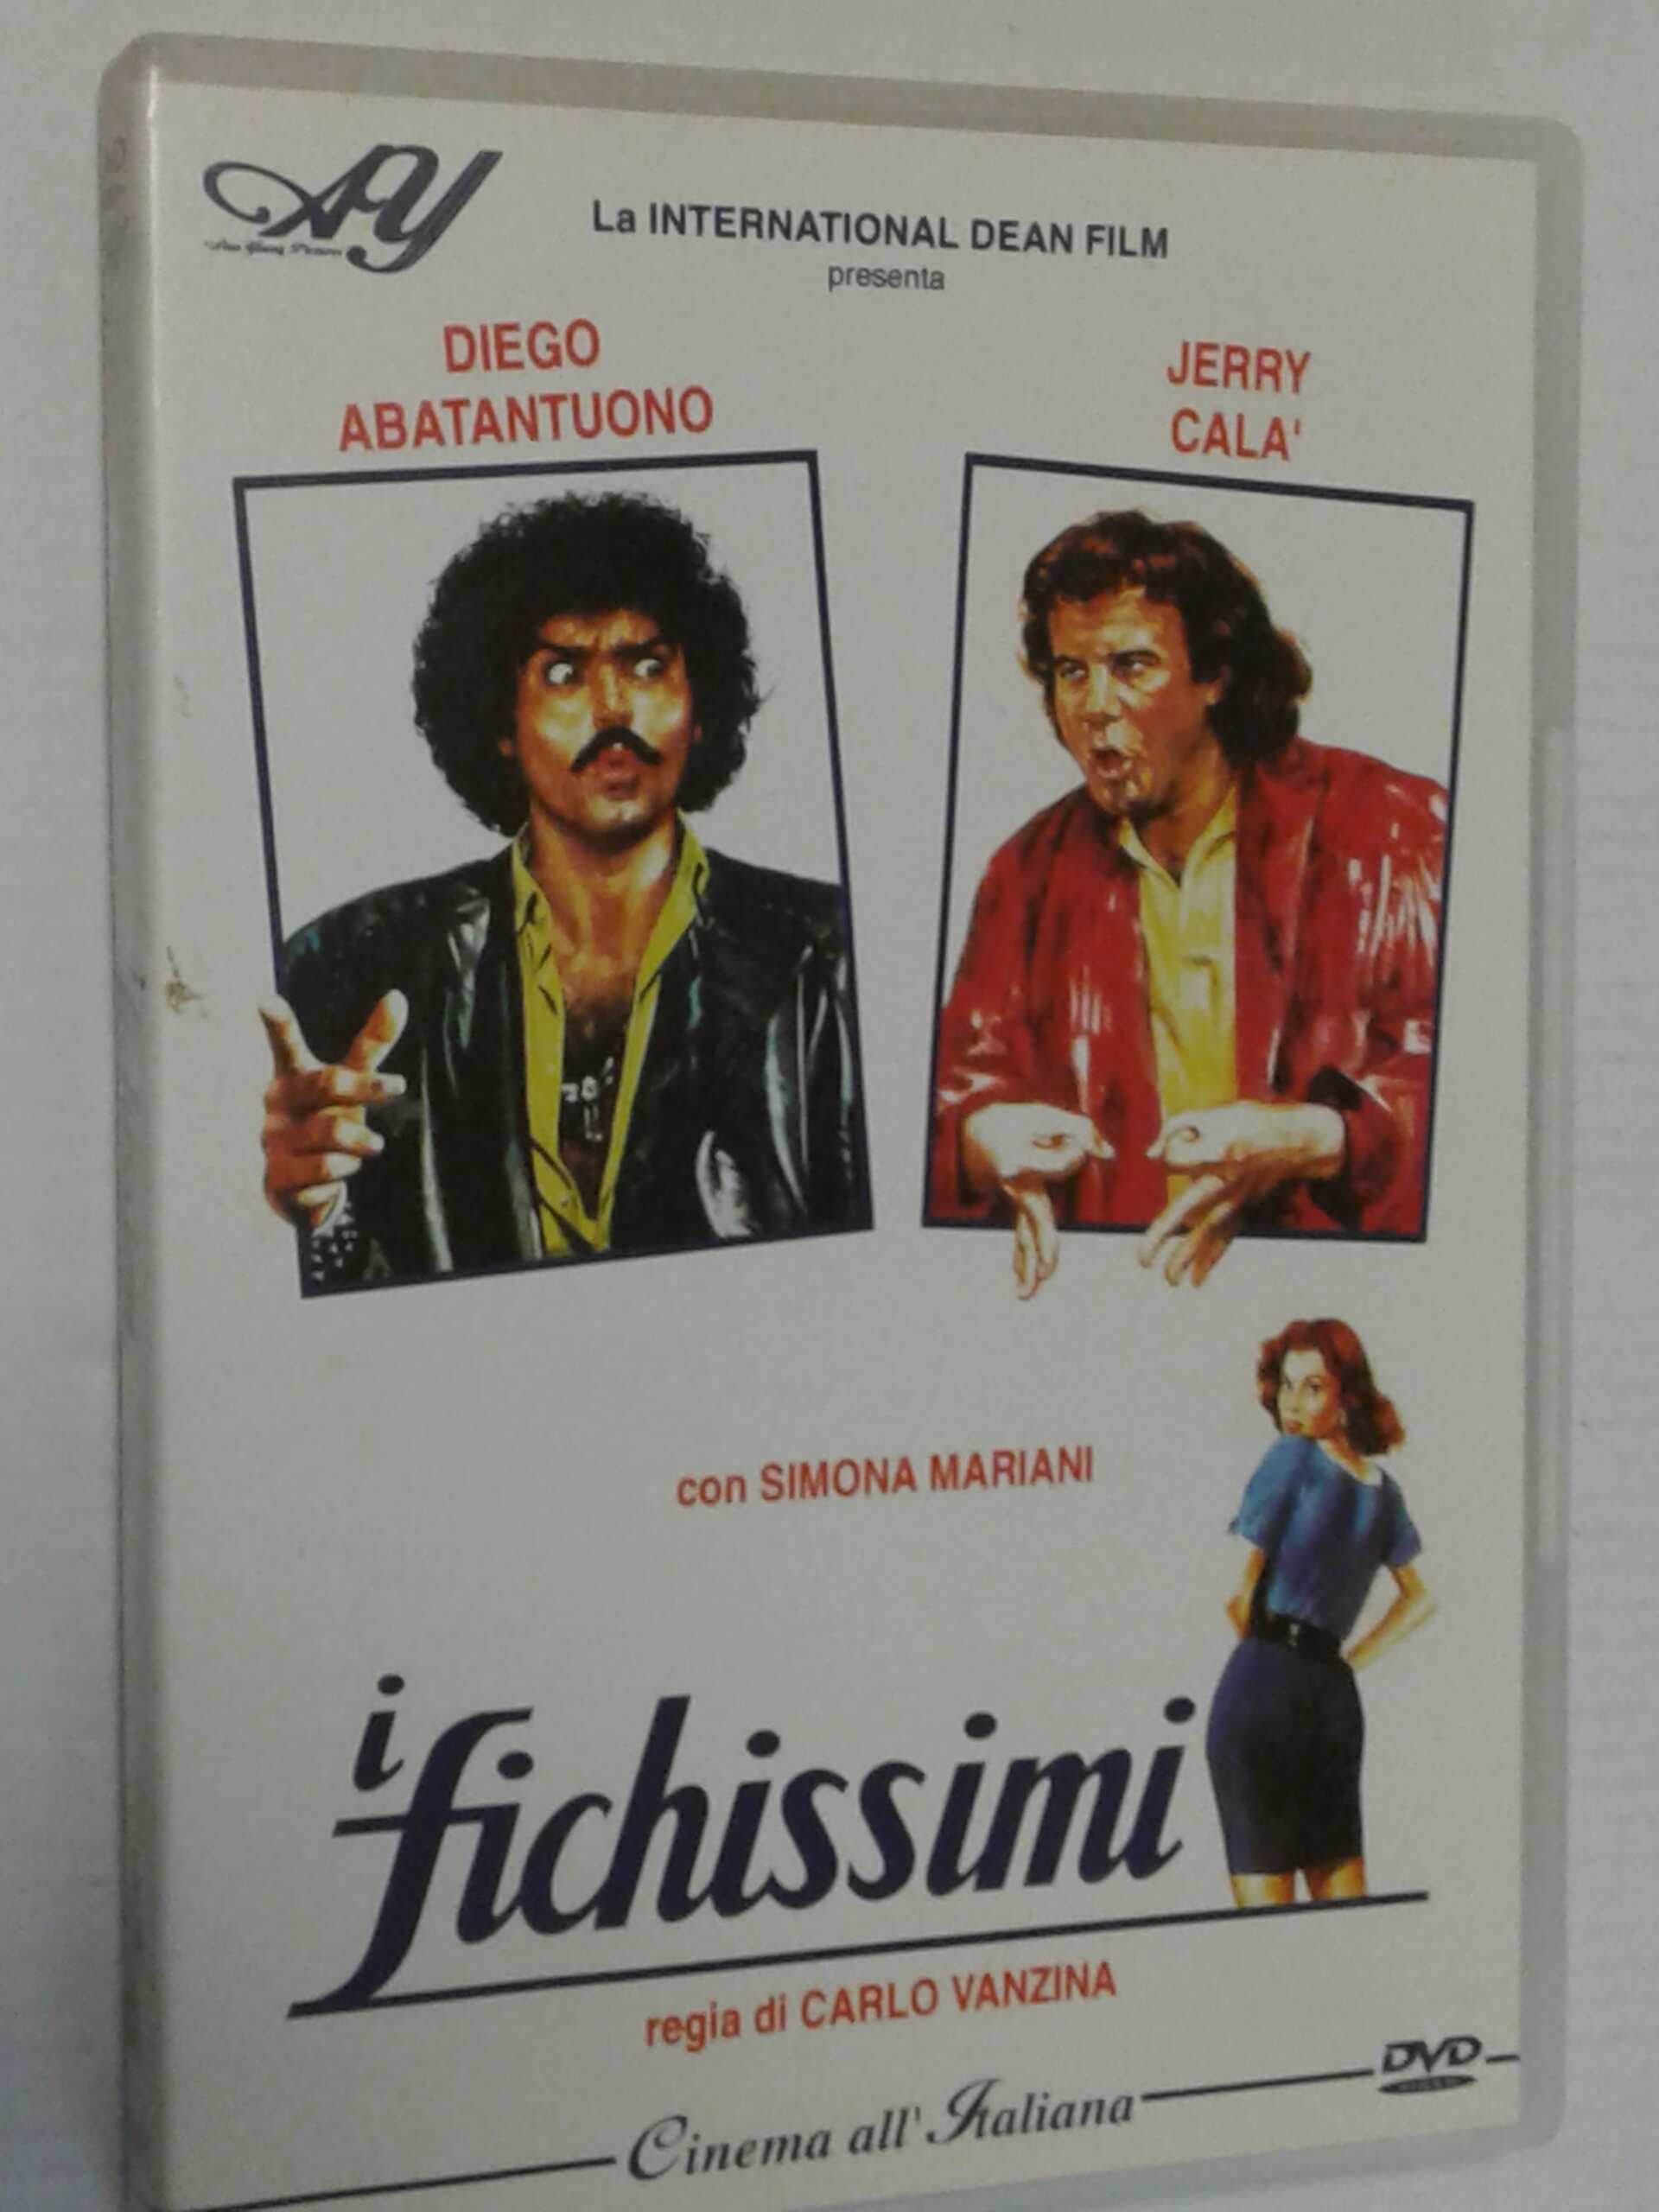 AY
La INTERNATIONAL DEAN FILM
presenta
DIEGO
ABATANTUONO
JERRY
CALA'
con SIMONA MARIANI
i fichissimi
regia di CARLO VANZINA
DVD
Cinema all'Italiana